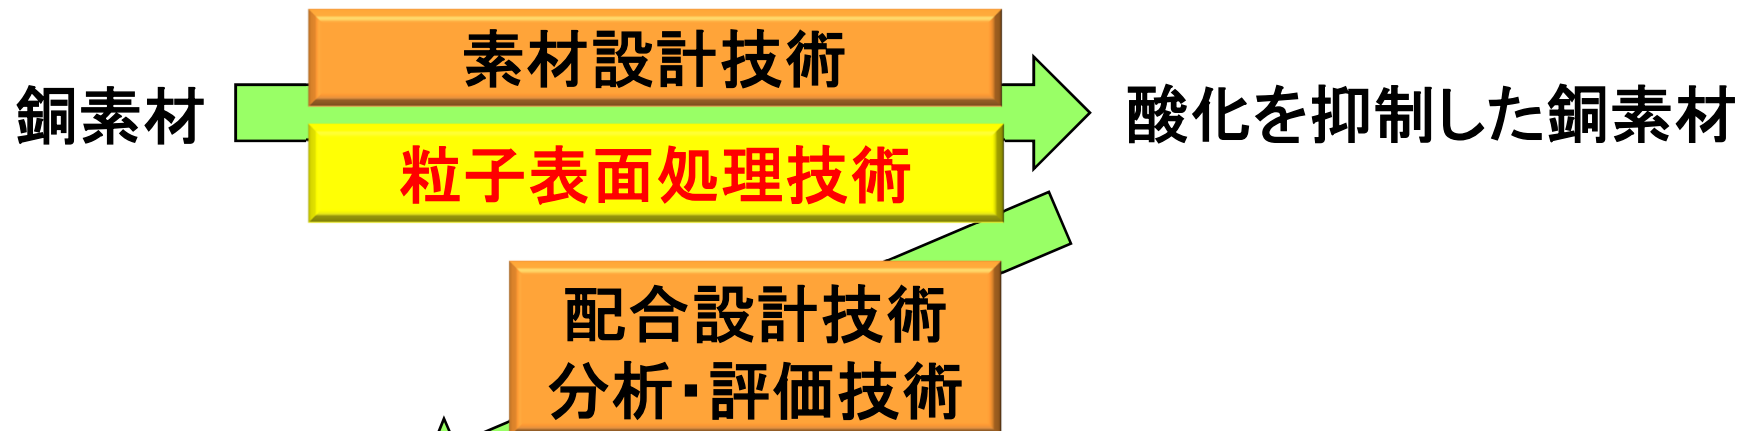 素材設計技術
銅素材
酸化を抑制した銅素材
粒子表面処理技術
配合設計技術
分析・評価技術